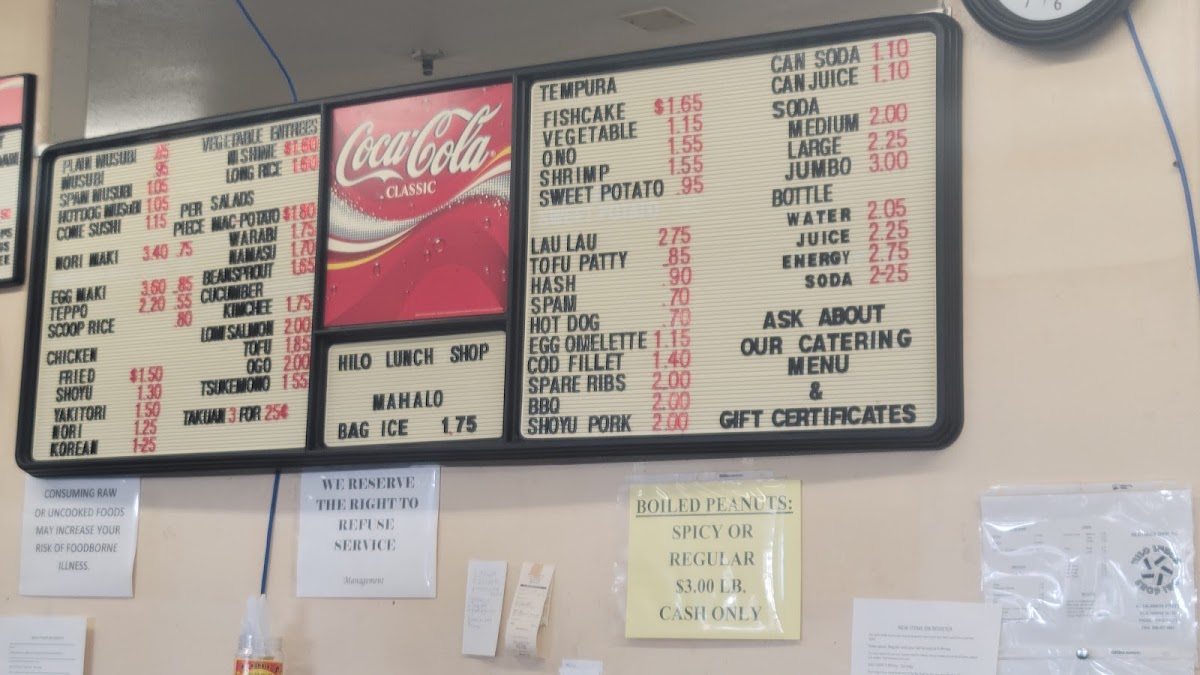 PLAIN MUSUBI .85
MUSUBI .95
SPAM MUSUBI 1.05
HOTDOG MUSUBI 1.05
CONE SUSHI 1.15
PER PIECE
NORI MAKI 3.40 .75
EGG MAKI 3.60 .85
TEPPO 2.20 .55
SCOOP RICE .80
CHICKEN
FRIED $1.50
SHOYU 1.30
YAKITORI 1.50
NORI 1.25
KOREAN 1-25
VEGETABLE ENTREES
NISHIME $1.60
LONG RICE 1.60
SALADS
MAC-POTATO $1.80
WARABI 1.75
NAMASU 1.70
BEANSPROUT 1.65
CUCUMBER
KIMCHEE 1.75
LOMI SALMON 2.00
TOFU 1.85
OGO 2.00
TSUKEMONO 1 55
TAKUAN 3 FOR 25¢
Coca-Cola
CLASSIC
HILO LUNCH SHOP
MAHALO
BAG ICE 1.75
TEMPURA
FISHCAKE $1.65
VEGETABLE 1.15
ONO 1.55
SHRIMP 1.55
SWEET POTATO .95
LAU LAU 2.75
TOFU PATTY .85
HASH .90
SPAM .70
HOT DOG .70
EGG OMELETTE 1.15
COD FILLET 1.40
SPARE RIBS 2.00
BBQ 2.00
SHOYU PORK 2.00
CAN SODA 1.10
CAN JUICE 1.10
SODA
MEDIUM 2.00
LARGE 2.25
JUMBO 3.00
BOTTLE
WATER 2.05
JUICE 2.25
ENERGY 2.75
SODA 2-25
ASK ABOUT
OUR CATERING
MENU
&
GIFT CERTIFICATES
CONSUMING RAW
OR UNCOOKED FOODS
MAY INCREASE YOUR
RISK OF FOODBORNE
ILLNESS.
WE RESERVE
THE RIGHT TO
REFUSE
SERVICE
Management
BOILED PEANUTS:
SPICY OR
REGULAR
$3.00 LB.
CASH ONLY